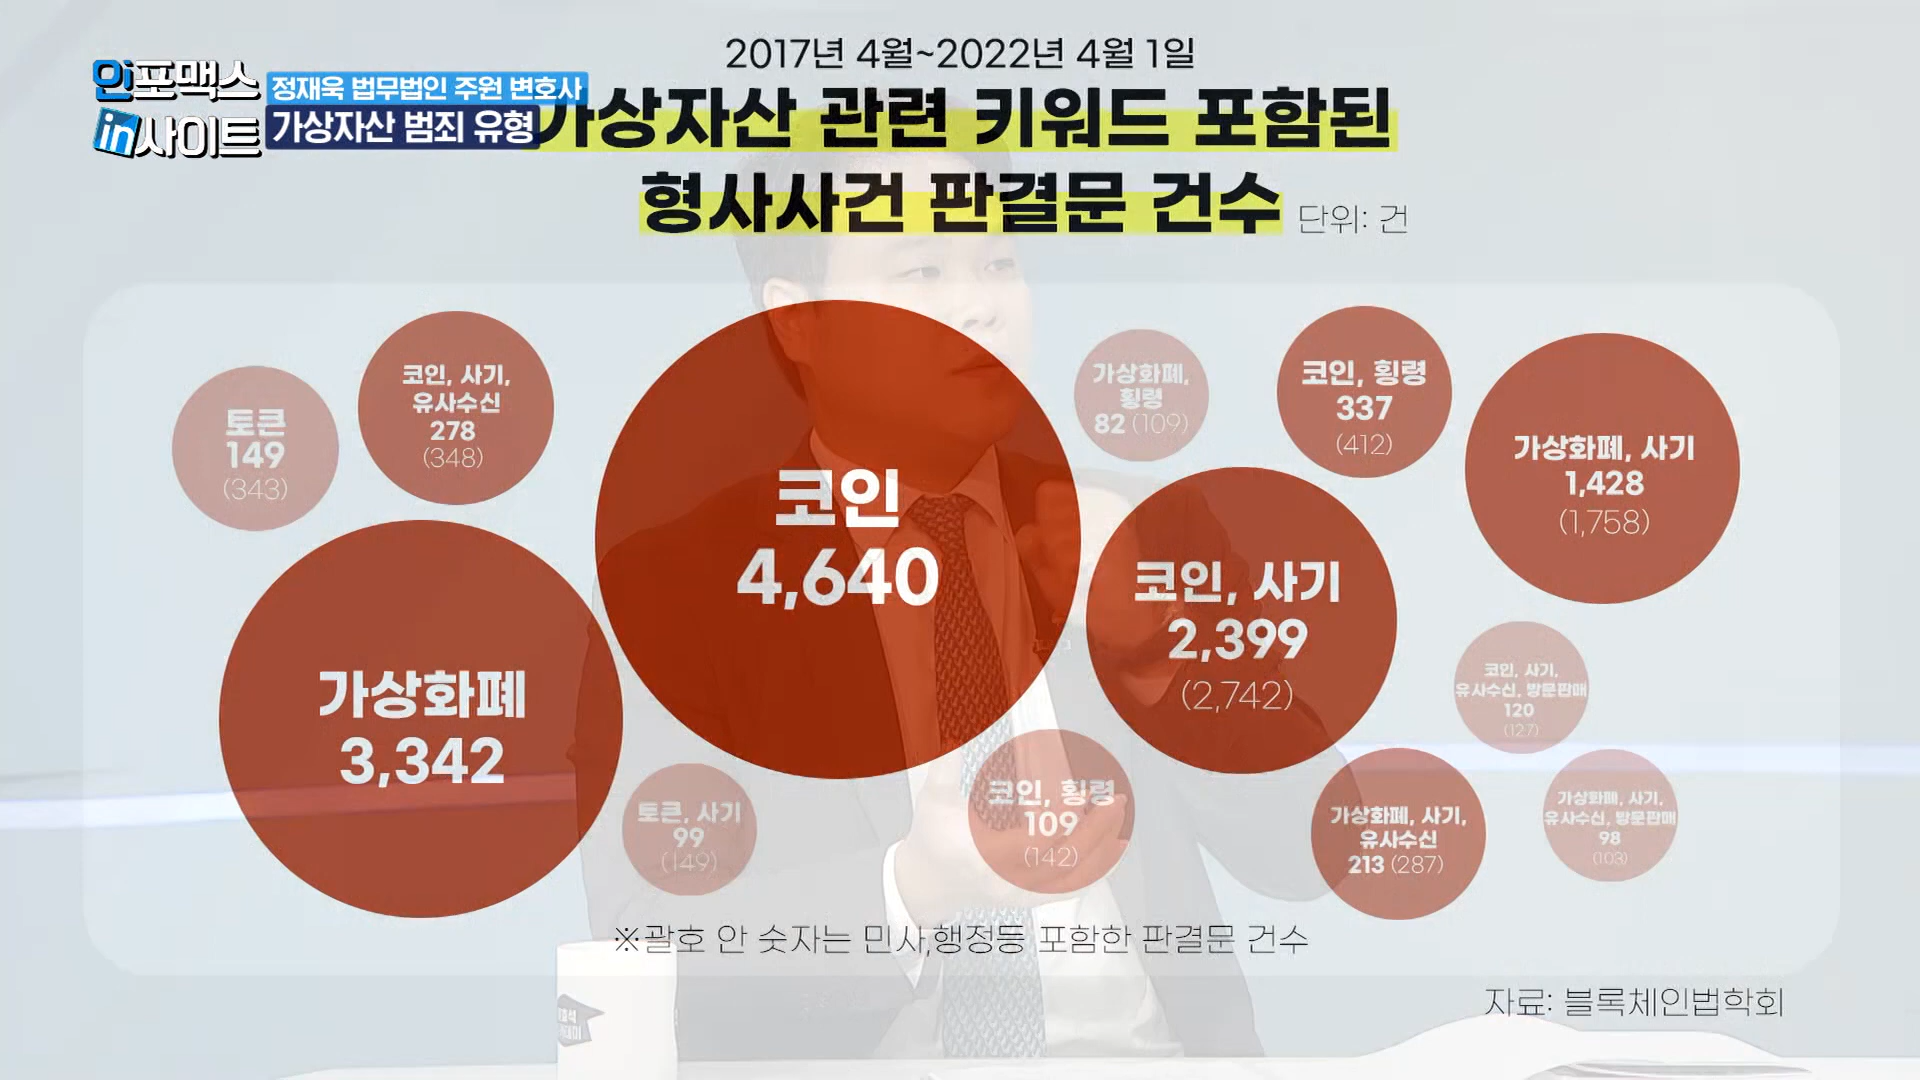 인포맥스
in사이트
정재욱 법무법인 주원 변호사
가상자산 범죄 유형
2017년 4월~2022년 4월 1일
가상자산 관련 키워드 포함된
형사사건 판결문 건수 단위: 건
토큰
149
(343)
코인, 사기,
유사수신
278
(348)
코인
4,640
가상화폐,
횡령
82 (109)
코인, 횡령
337
(412)
가상화폐, 사기
1,428
(1,758)
가상화폐
3,342
코인, 사기
2,399
(2,742)
코인, 사기,
유사수신, 방문판매
120
(127)
토큰, 사기
99
(149)
코인, 횡령
109
(142)
가상화폐, 사기,
유사수신
213 (287)
가상화폐, 사기,
유사수신, 방문판매
98
(103)
※괄호 안 숫자는 민사,행정등 포함한 판결문 건수
자료: 블록체인법학회